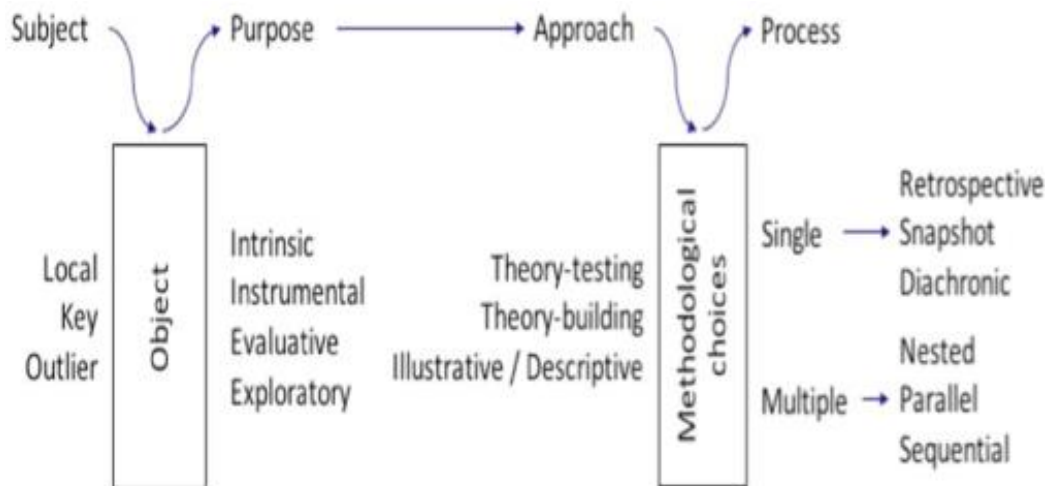 Subject
Purpose
Approach
Process
Local
Key
Outlier
Object
Intrinsic
Instrumental
Evaluative
Exploratory
Theory-testing
Theory-building
Illustrative / Descriptive
Methodological
choices
Single
Retrospective
Snapshot
Diachronic
Multiple
Nested
Parallel
Sequential